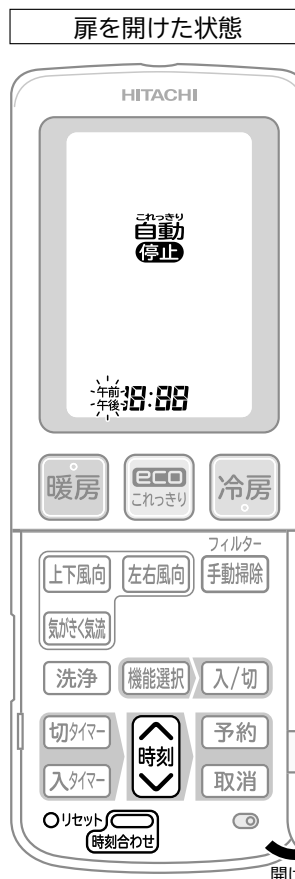 扉を開けた状態
HITACHI
これっきり
自動
停止
午前
午後 18:88
暖房
eco
これっきり
冷房
フィルター
上下風向
左右風向
手動掃除
気がきく気流
洗浄
機能選択
入/切
切タイマー
時刻
予約
入タイマー
取消
リセット
時刻合わせ
開け